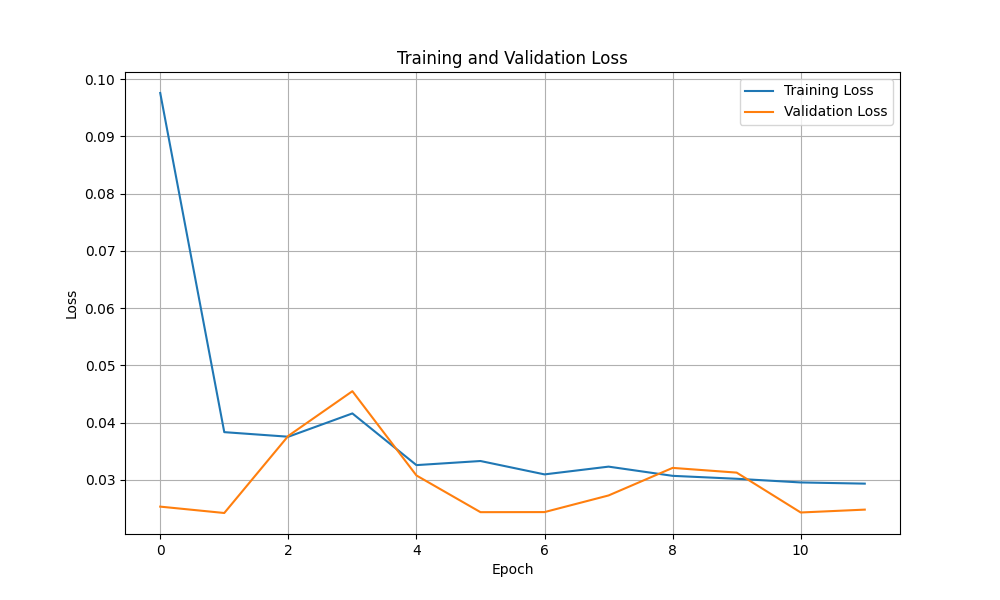 Training and Validation Loss
Training Loss
Validation Loss
0.10
0.09
0.08
0.07
0.06
0.05
0.04
0.03
Loss
0 2 4 6 8 10
Epoch